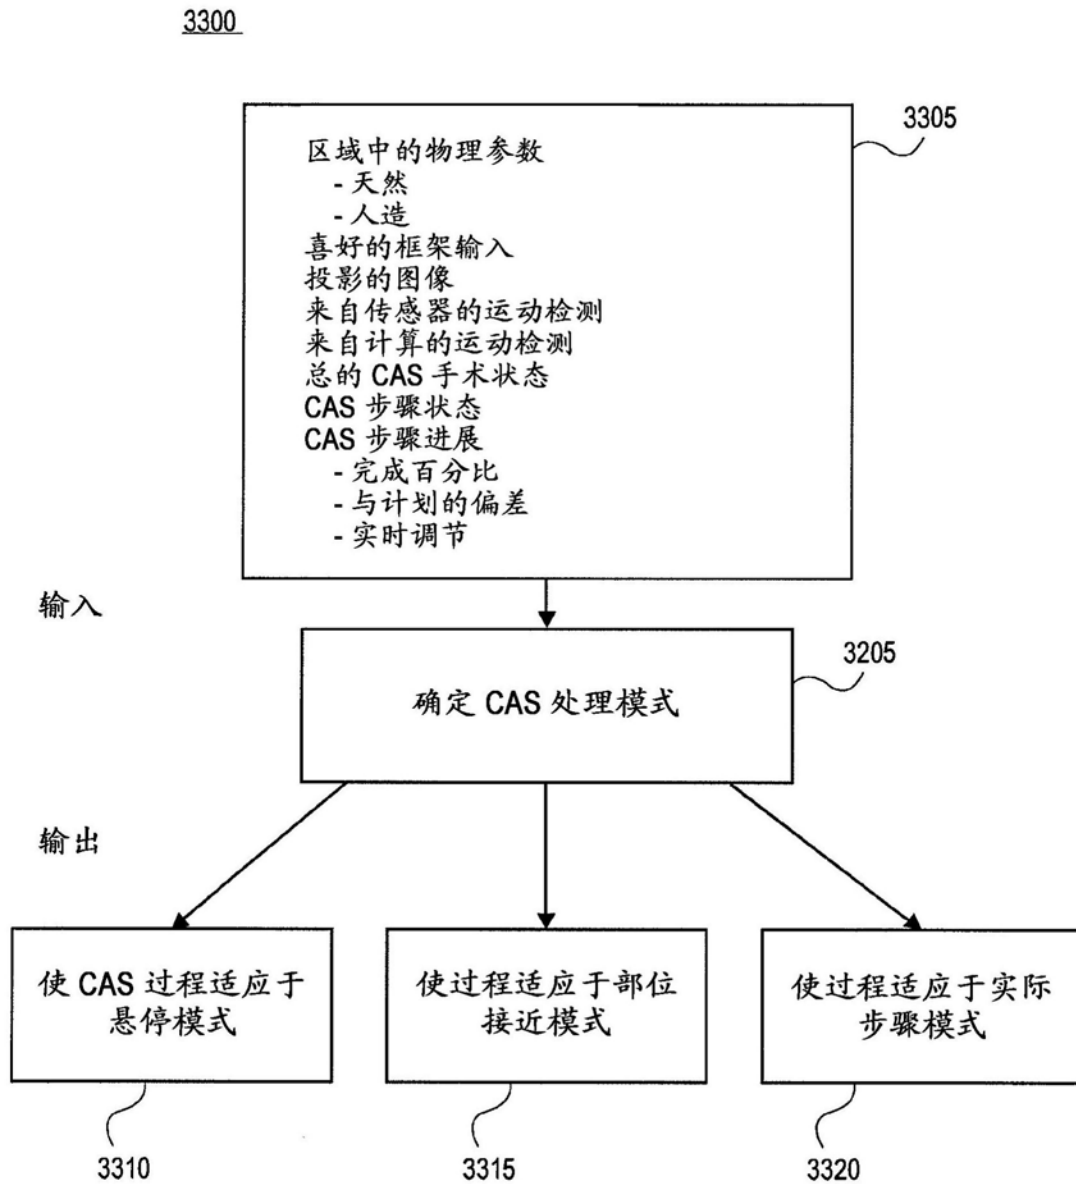 3300
3305
区域中的物理参数
- 天然
- 人造
喜好的框架输入
投影的图像
来自传感器的运动检测
来自计算的运动检测
总的 CAS 手术状态
CAS 步骤状态
CAS 步骤进展
- 完成百分比
- 与计划的偏差
- 实时调节
输入
3205
确定 CAS 处理模式
输出
使 CAS 过程适应于
悬停模式
使过程适应于部位
接近模式
使过程适应于实际
步骤模式
3310
3315
3320